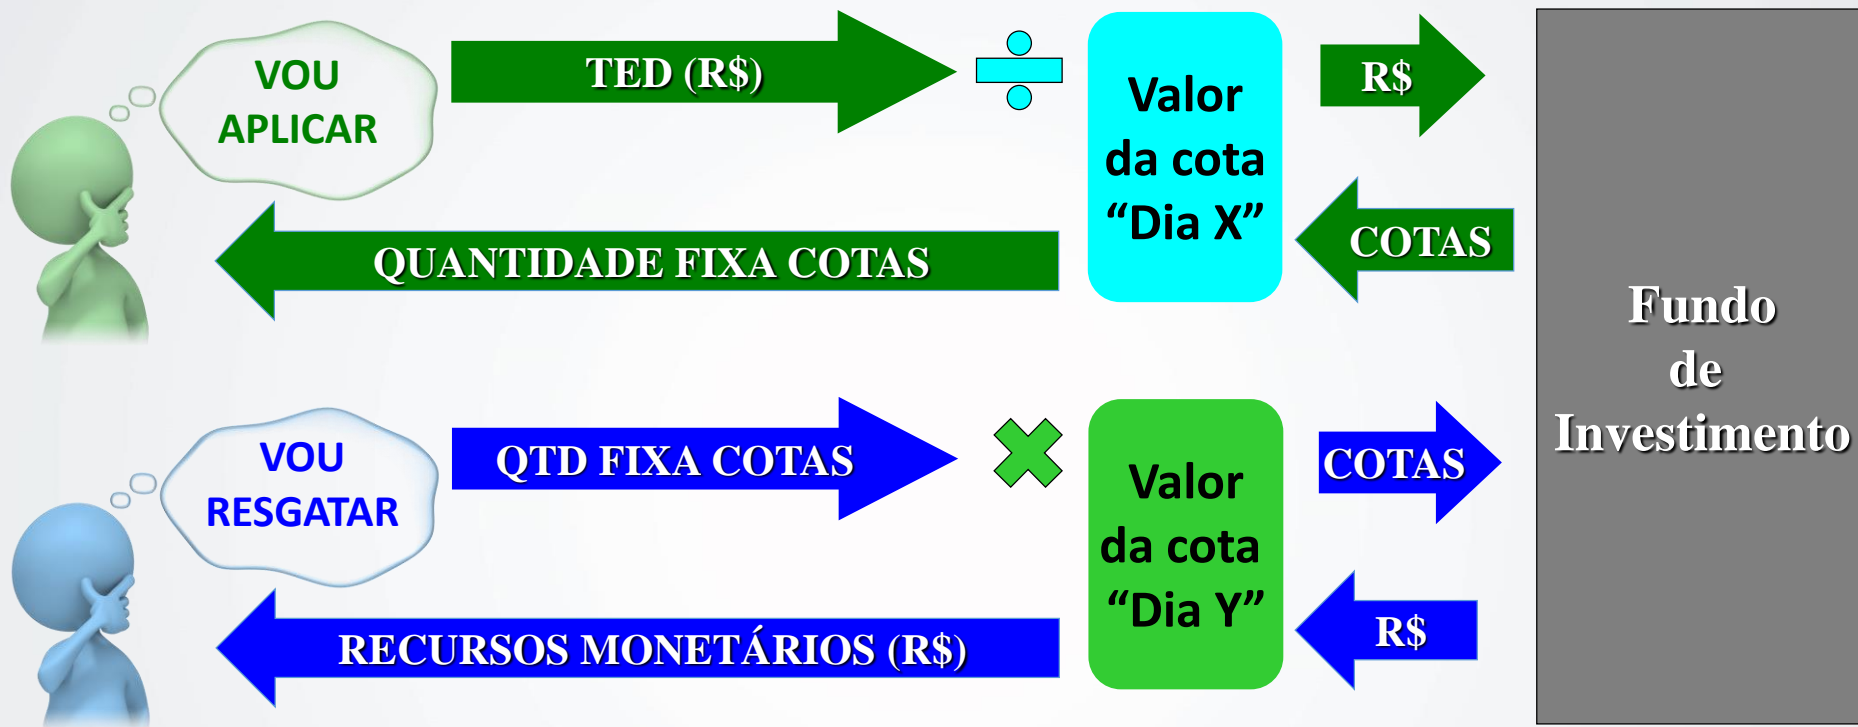 VOU
APLICAR
TED (R$)
Valor
da cota
“Dia X”
R$
QUANTIDADE FIXA COTAS
COTAS
Fundo
de
Investimento
VOU
RESGATAR
QTD FIXA COTAS
Valor
da cota
“Dia Y”
COTAS
RECURSOS MONETÁRIOS (R$)
R$